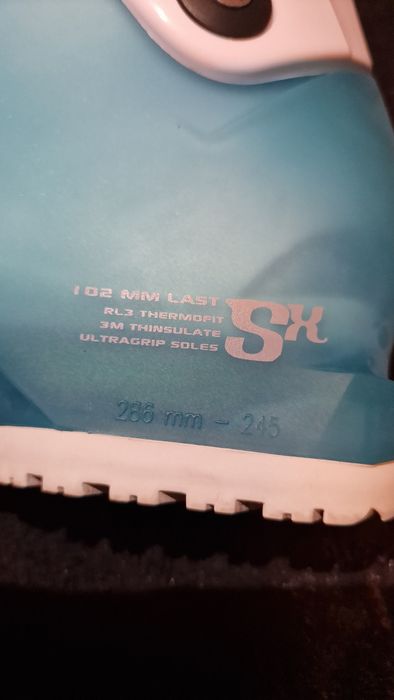 102 MM LAST
RL3 THERMOFIT
3M THINSULATE
ULTRAGRIP SOLES
SX
286 mm - 245